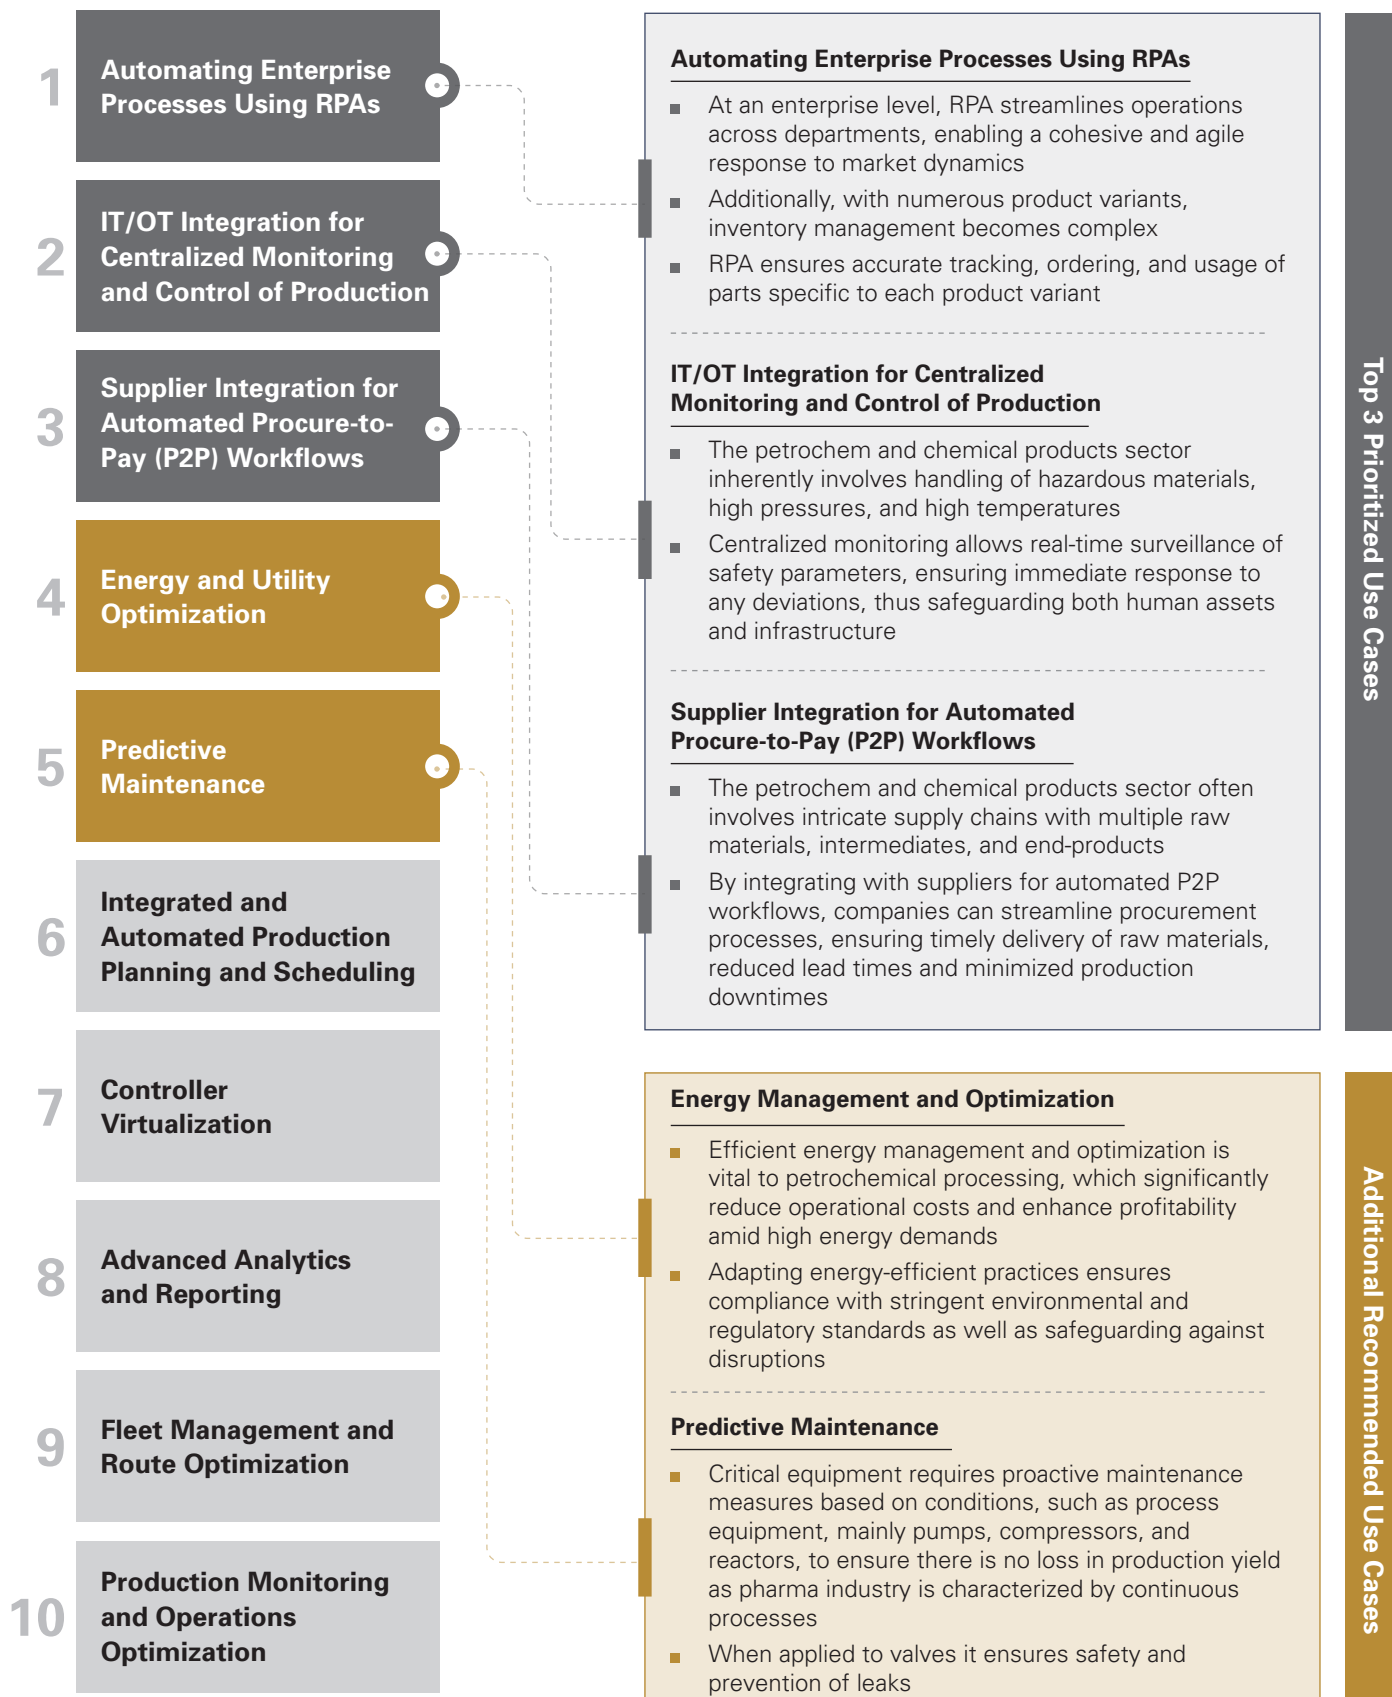 1
Automating Enterprise
Processes Using RPAs
2
IT/OT Integration for
Centralized Monitoring
and Control of Production
3
Supplier Integration for
Automated Procure-to-
Pay (P2P) Workflows
4
Energy and Utility
Optimization
5
Predictive
Maintenance
6
Integrated and
Automated Production
Planning and Scheduling
7
Controller
Virtualization
8
Advanced Analytics
and Reporting
9
Fleet Management and
Route Optimization
10
Production Monitoring
and Operations
Optimization
Automating Enterprise Processes Using RPAs
At an enterprise level, RPA streamlines operations
across departments, enabling a cohesive and agile
response to market dynamics
Additionally, with numerous product variants,
inventory management becomes complex
RPA ensures accurate tracking, ordering, and usage of
parts specific to each product variant
IT/OT Integration for Centralized
Monitoring and Control of Production
The petrochem and chemical products sector
inherently involves handling of hazardous materials,
high pressures, and high temperatures
Centralized monitoring allows real-time surveillance of
safety parameters, ensuring immediate response to
any deviations, thus safeguarding both human assets
and infrastructure
Supplier Integration for Automated
Procure-to-Pay (P2P) Workflows
The petrochem and chemical products sector often
involves intricate supply chains with multiple raw
materials, intermediates, and end-products
By integrating with suppliers for automated P2P
workflows, companies can streamline procurement
processes, ensuring timely delivery of raw materials,
reduced lead times and minimized production
downtimes
Top 3 Prioritized Use Cases
Energy Management and Optimization
Efficient energy management and optimization is
vital to petrochemical processing, which significantly
reduce operational costs and enhance profitability
amid high energy demands
Adapting energy-efficient practices ensures
compliance with stringent environmental and
regulatory standards as well as safeguarding against
disruptions
Predictive Maintenance
Critical equipment requires proactive maintenance
measures based on conditions, such as process
equipment, mainly pumps, compressors, and
reactors, to ensure there is no loss in production yield
as pharma industry is characterized by continuous
processes
When applied to valves it ensures safety and
prevention of leaks
Additional Recommended Use Cases